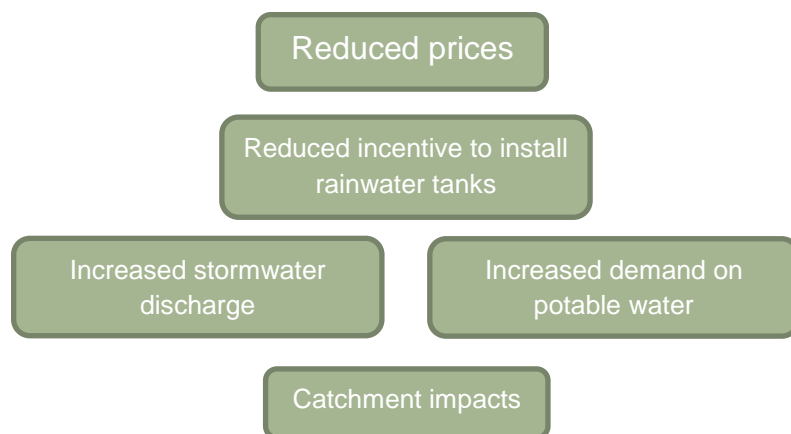 Reduced prices
Reduced incentive to install
rainwater tanks
Increased stormwater
discharge
Increased demand on
potable water
Catchment impacts